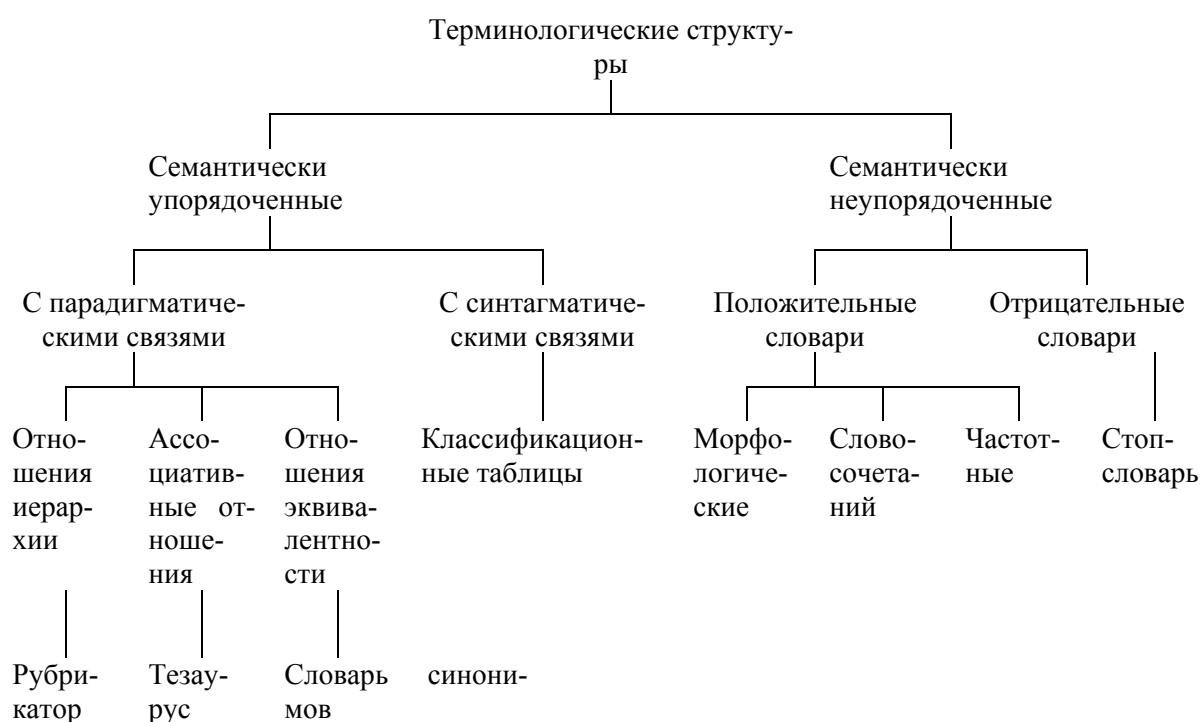 Терминологические структу-
ры
Семантически
упорядоченные
Семантически
неупорядоченные
С парадигматиче-
скими связями
С синтагматиче-
скими связями
Положительные
словари
Отрицательные
словари
Отно-
шения
иерар-
хии
Ассо-
циатив-
ные от-
ноше-
ния
Отно-
шения
эквива-
лентно-
сти
Классификацион-
ные таблицы
Морфо-
логиче-
ские
Слово-
сочета-
ний
Частот-
ные
Стоп-
словарь
Рубри-
катор
Тезау-
рус
Словарь синони-
мов